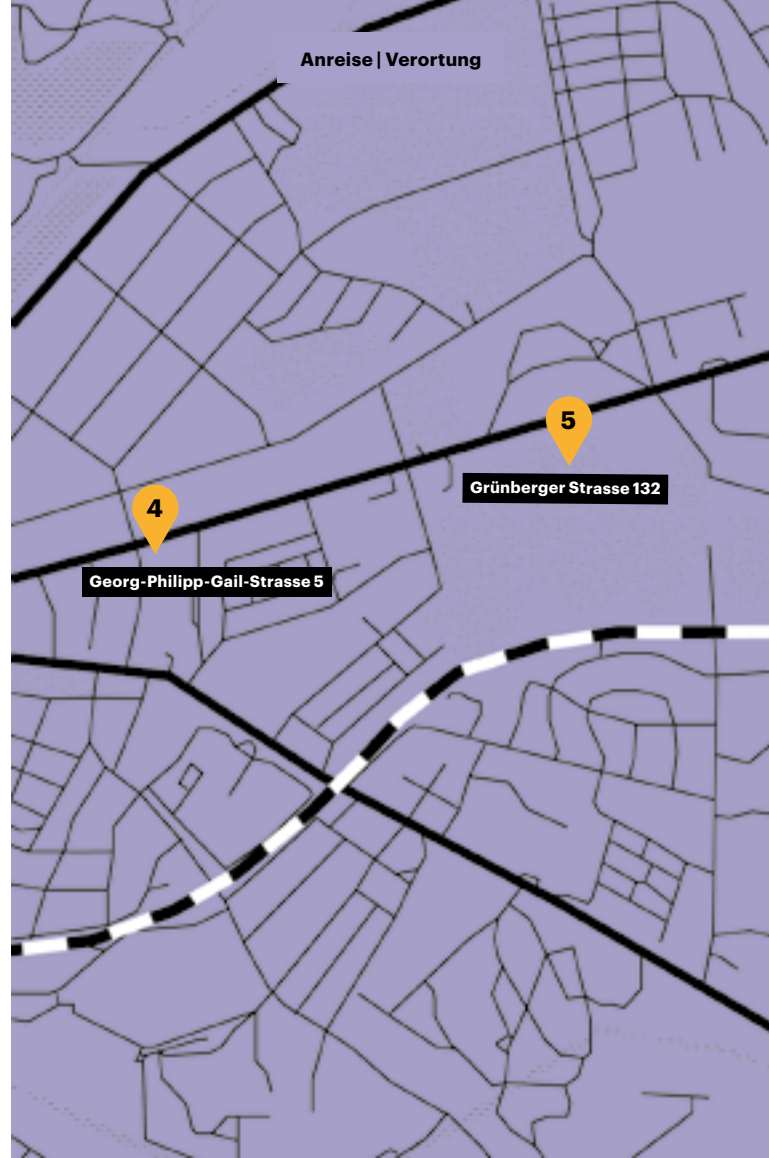 Anreise | Verortung
5
Grünberger Strasse 132
4
Georg-Philipp-Gail-Strasse 5